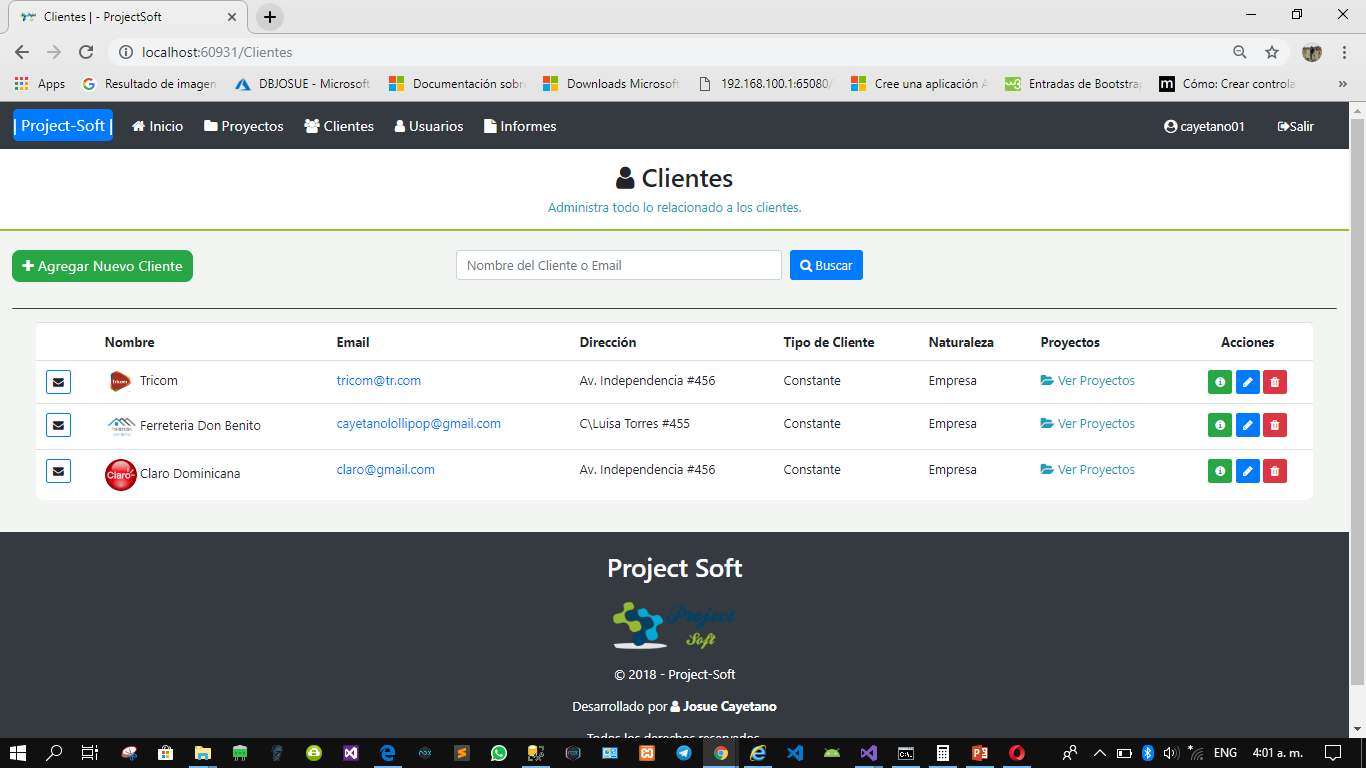 Clientes | - ProjectSoft
localhost:60931/Clientes
Apps
Resultado de imagen
DBJOSUE - Microsoft
Documentación sobre
Downloads Microsoft
192.168.100.1:65080/
Cree una aplicación A
Entradas de Bootstrap
Cómo: Crear controla
| Project-Soft |
Inicio
Proyectos
Clientes
Usuarios
Informes
cayetano01
Salir
Clientes
Administra todo lo relacionado a los clientes.
Agregar Nuevo Cliente
Nombre del Cliente o Email
Buscar
Nombre Email Dirección Tipo de Cliente Naturaleza Proyectos Acciones
tricom Tricom tricom@tr.com Av. Independencia #456 Constante Empresa Ver Proyectos
Ferreteria Don Benito cayetanolollipop@gmail.com C\Luisa Torres #455 Constante Empresa Ver Proyectos
Claro Claro Dominicana claro@gmail.com Av. Independencia #456 Constante Empresa Ver Proyectos
Project Soft
Project
Soft
© 2018 - Project-Soft
Desarrollado por Josue Cayetano
Todos los derechos reservados
ENG
4:01 a. m.